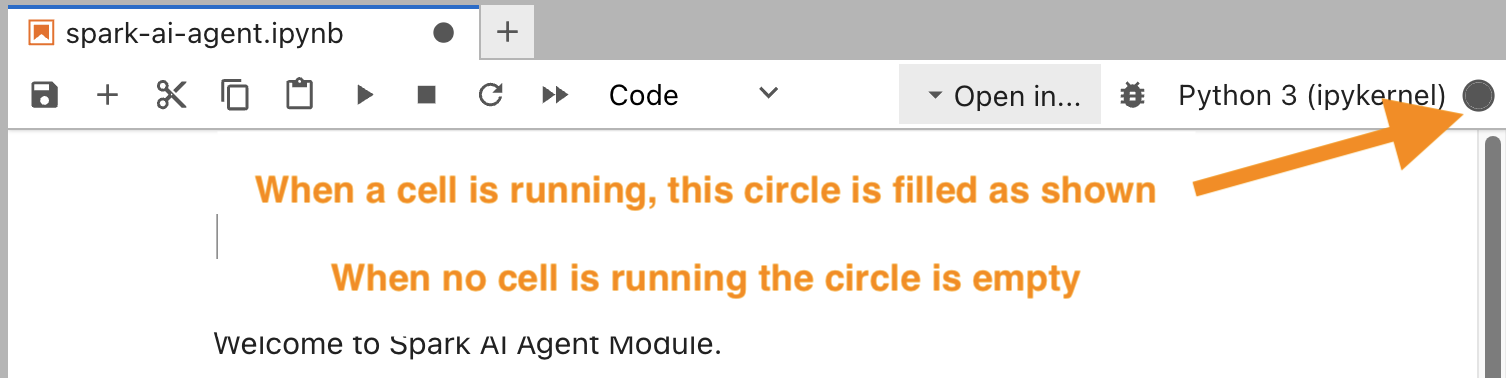 spark-ai-agent.ipynb
Code
Open in...
Python 3 (ipykernel)
When a cell is running, this circle is filled as shown
When no cell is running the circle is empty
Welcome to Spark AI Agent Module.